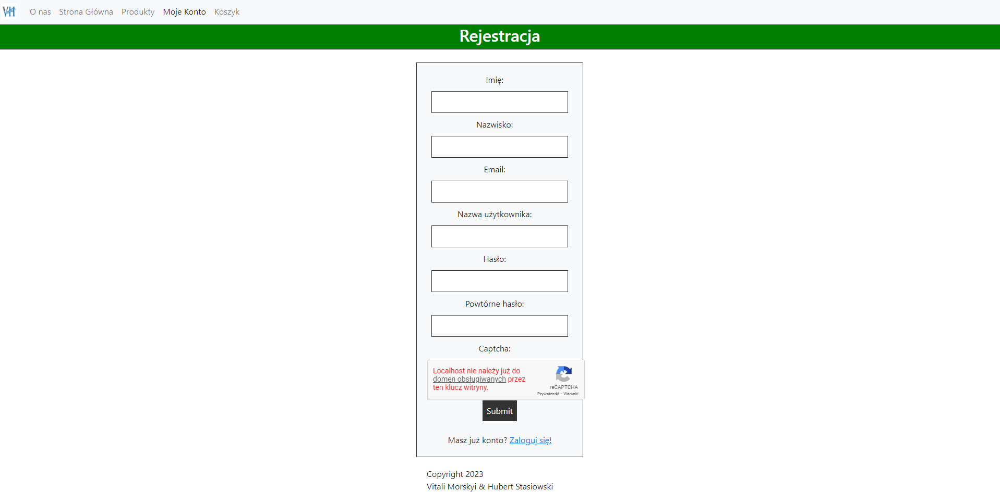 VH O nas Strona Główna Produkty Moje Konto Koszyk
Rejestracja
Imię:
Nazwisko:
Email:
Nazwa użytkownika:
Hasło:
Powtórne hasło:
Captcha:
Localhost nie należy już do
domen obsługiwanych przez
ten klucz witryny.
reCAPTCHA
Prywatność - Warunki
Submit
Masz już konto? Zaloguj się!
Copyright 2023
Vitali Morskyi & Hubert Stasiowski